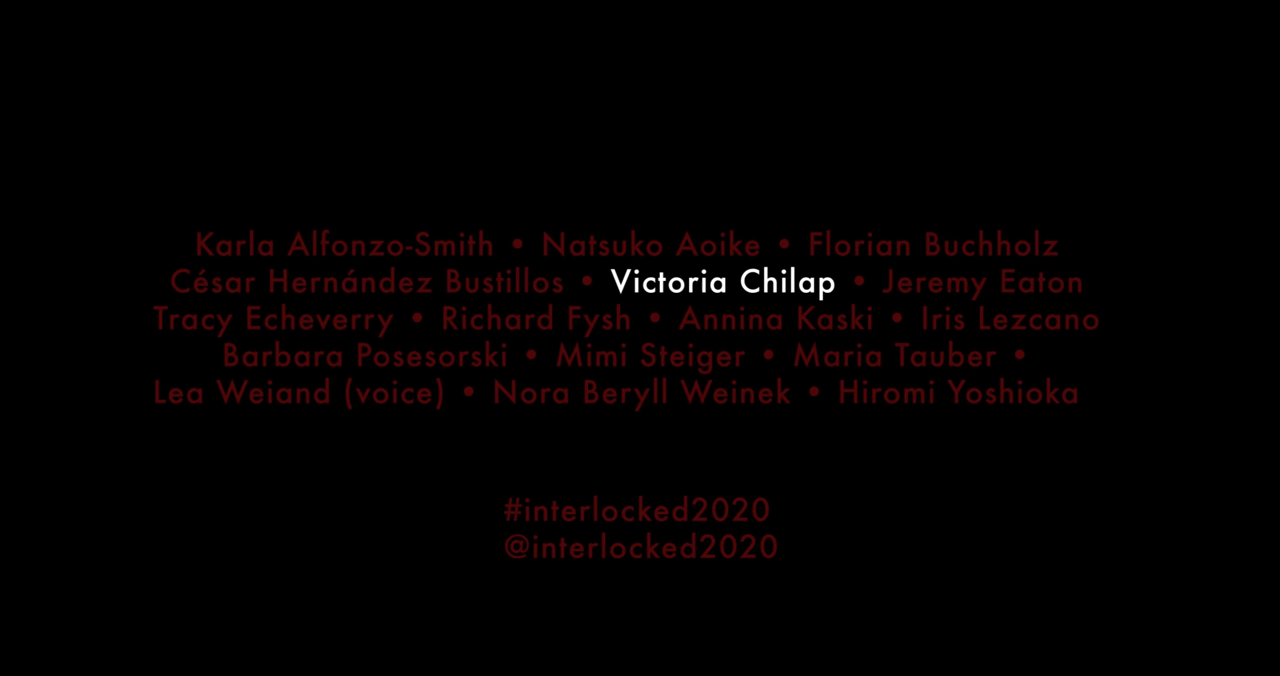 Karla Alfonzo-Smith • Natsuko Aoike • Florian Buchholz
César Hernández Bustillos • Victoria Chilap • Jeremy Eaton
Tracy Echeverry • Richard Fysh • Annina Kaski • Iris Lezcano
Barbara Posesorski • Mimi Steiger • Maria Tauber •
Lea Weiand (voice) • Nora Beryll Weinek • Hiromi Yoshioka
#interlocked2020
@interlocked2020